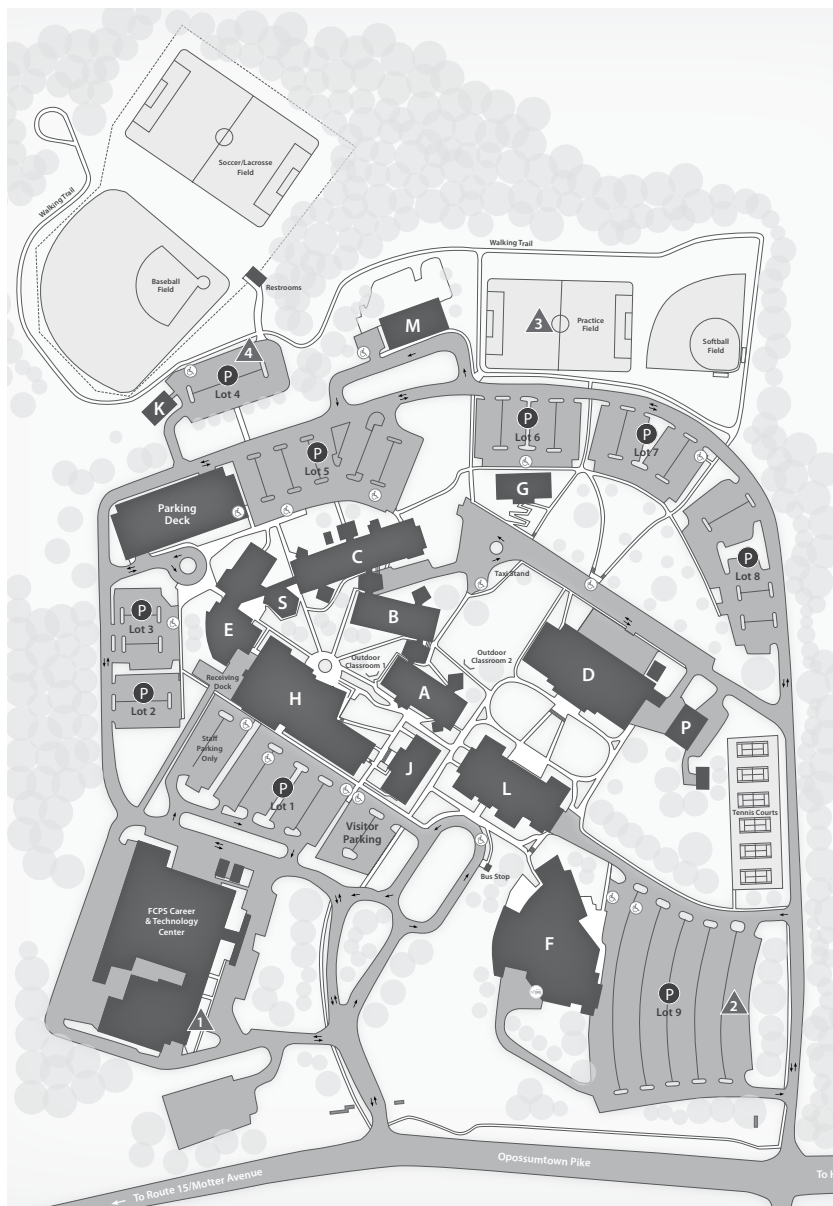 Soccer/Lacrosse
Field
Walking Trail
Walking Trail
Baseball
Field
Restrooms
M
3
Practice
Field
Softball
Field
4
P
Lot 4
K
P
Lot 5
P
Lot 6
P
Lot 7
G
Parking
Deck
C
P
Lot 8
Taxi Stand
S
P
Lot 3
B
E
Outdoor
Classroom 1
Outdoor
Classroom 2
D
Receiving
Dock
A
P
Lot 2
H
P
Staff
Parking
Only
J
L
P
Lot 1
Tennis Courts
Visitor
Parking
Bus Stop
FCPS Career
& Technology
Center
F
P
Lot 9
2
1
Opossumtown Pike
To Route 15/Motter Avenue
To H